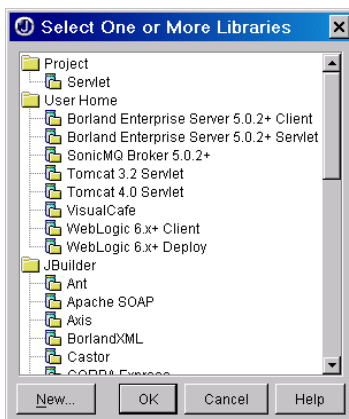 Select One or More Libraries
Project
Servlet
User Home
Borland Enterprise Server 5.0.2+ Client
Borland Enterprise Server 5.0.2+ Servlet
SonicMQ Broker 5.0.2+
Tomcat 3.2 Servlet
Tomcat 4.0 Servlet
VisualCafe
WebLogic 6.x+ Client
WebLogic 6.x+ Deploy
JBuilder
Ant
Apache SOAP
Axis
BorlandXML
Castor
CORBA Express
New... OK Cancel Help